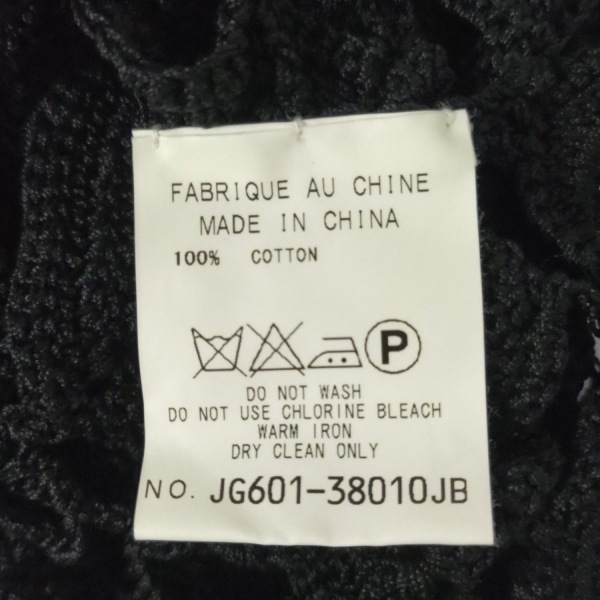 FABRIQUE AU CHINE
MADE IN CHINA
100% COTTON
P
DO NOT WASH
DO NOT USE CHLORINE BLEACH
WARM IRON
DRY CLEAN ONLY
NO. JG601-38010JB